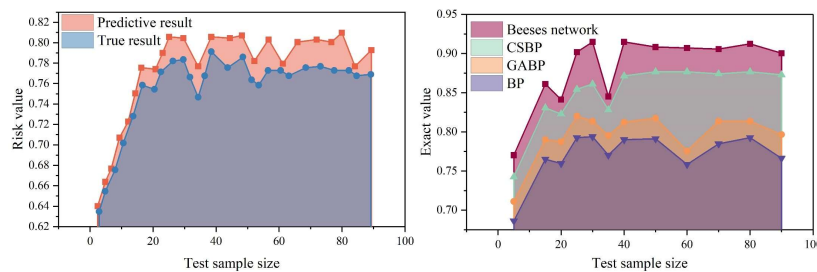 Predictive result
True result
Risk value
0.82
0.80
0.78
0.76
0.74
0.72
0.70
0.68
0.66
0.64
0.62
0 20 40 60 80 100
Test sample size
Beeses network
CSBP
GABP
BP
Exact value
0.95
0.90
0.85
0.80
0.75
0.70
0 20 40 60 80 100
Test sample size